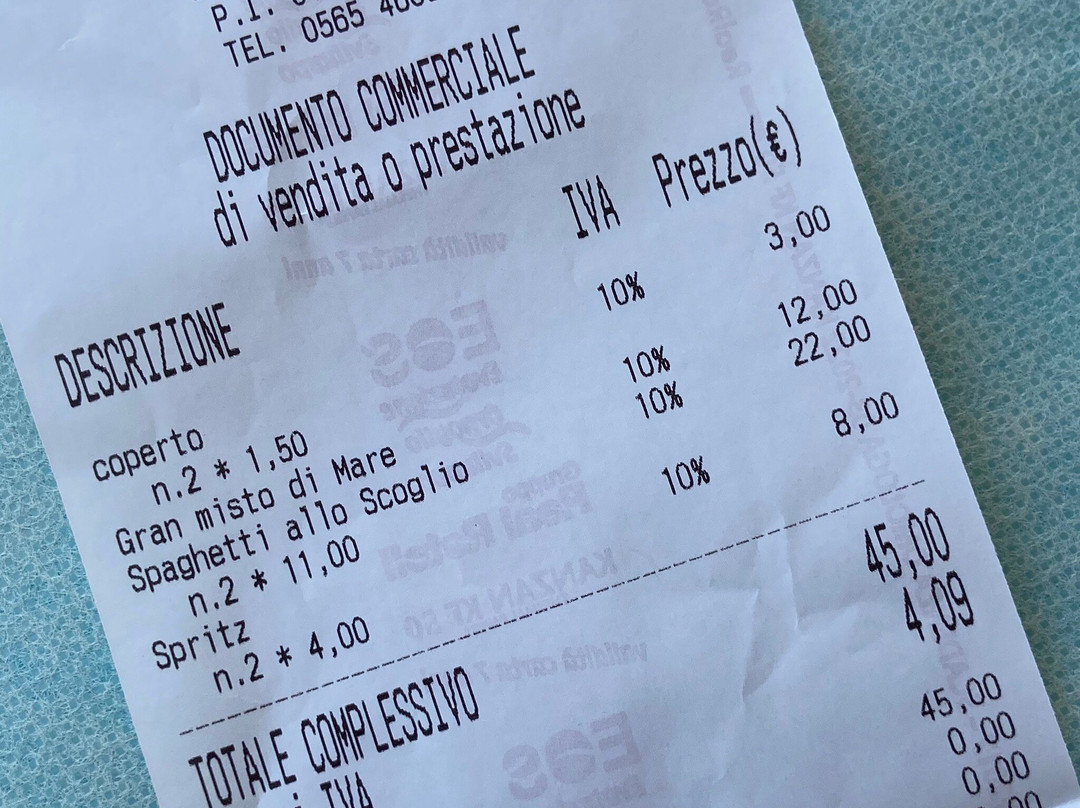 P.I.
TEL. 0565
DOCUMENTO COMMERCIALE
di vendita o prestazione
DESCRIZIONE IVA Prezzo(€)
coperto 10% 3,00
n.2 * 1,50
Gran misto di Mare 10% 12,00
Spaghetti allo Scoglio 10% 22,00
n.2 * 11,00
Spritz 10% 8,00
n.2 * 4,00
TOTALE COMPLESSIVO 45,00
IVA 4,09
45,00
0,00
0,00